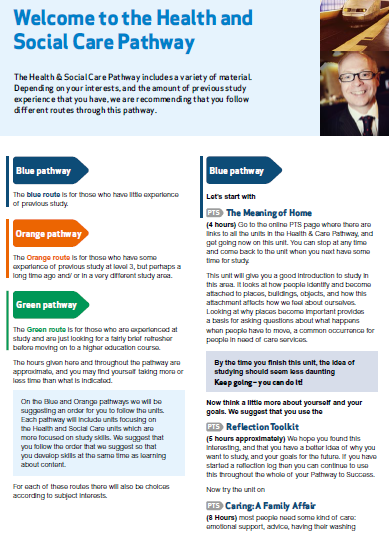 Welcome to the Health and
Social Care Pathway
The Health & Social Care Pathway includes a variety of material.
Depending on your interests, and the amount of previous study
experience that you have, we are recommending that you follow
different routes through this pathway.
Blue pathway
The blue route is for those who have little experience
of previous study.
Orange pathway
The Orange route is for those who have some
experience of previous study at level 3, but perhaps a
long time ago and/ or in a very different study area.
Green pathway
The Green route is for those who are experienced at
study and are just looking for a fairly brief refresher
before moving on to a higher education course.
The hours given here and throughout the pathway are
approximate, and you may find yourself taking more or
less time than what is indicated.
On the Blue and Orange pathways we will be
suggesting an order for you to follow the units.
Each pathway will include units focusing on
the Health and Social Care units which are
more focused on study skills. We suggest that
you follow the order that we suggest so that
you develop skills at the same time as learning
about content.
For each of these routes there will also be choices
according to subject interests.
Blue pathway
Let's start with
PTS The Meaning of Home
(4 hours) Go to the online PTS page where there are
links to all the units in the Health & Care Pathway, and
get going now on this unit. You can stop at any time
and come back to the unit when you next have some
time for study.
This unit will give you a good introduction to study in
this area. It looks at how people identify and become
attached to places, buildings, objects, and how this
attachment affects how we feel about ourselves.
Looking at why places become important provides
a basis for asking questions about what happens
when people have to move, a common occurrence for
people in need of care services.
By the time you finish this unit, the idea of
studying should seem less daunting
Keep going – you can do it!
Now think a little more about yourself and your
goals. We suggest that you use the
PTS Reflection Toolkit
(5 hours approximately) We hope you found this
interesting, and that you have a better idea of why you
want to study, and your goals for the future. If you have
started a reflection log then you can continue to use
this throughout the whole of your Pathway to Success.
Now try the unit on
PTS Caring: A Family Affair
(8 Hours) most people need some kind of care:
emotional support, advice, having their washing